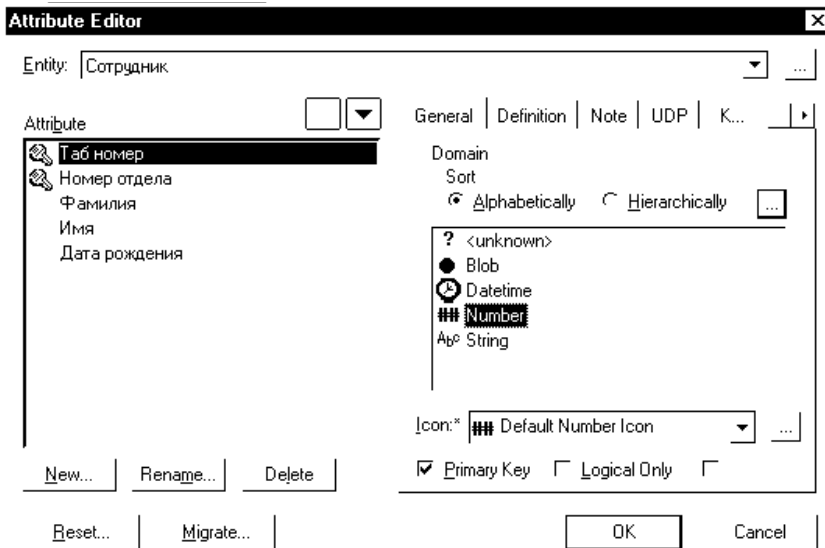 Attribute Editor
Entity: Сотрудник
...
Attribute
Таб номер
Номер отдела
Фамилия
Имя
Дата рождения
New... Rename... Delete
Reset... Migrate...
General Definition Note UDP K...
Domain
Sort
Alphabetically Hierarchically ...
? <unknown>
Blob
Datetime
Number
Abc String
Icon:* Default Number Icon ...
Primary Key Logical Only
OK Cancel